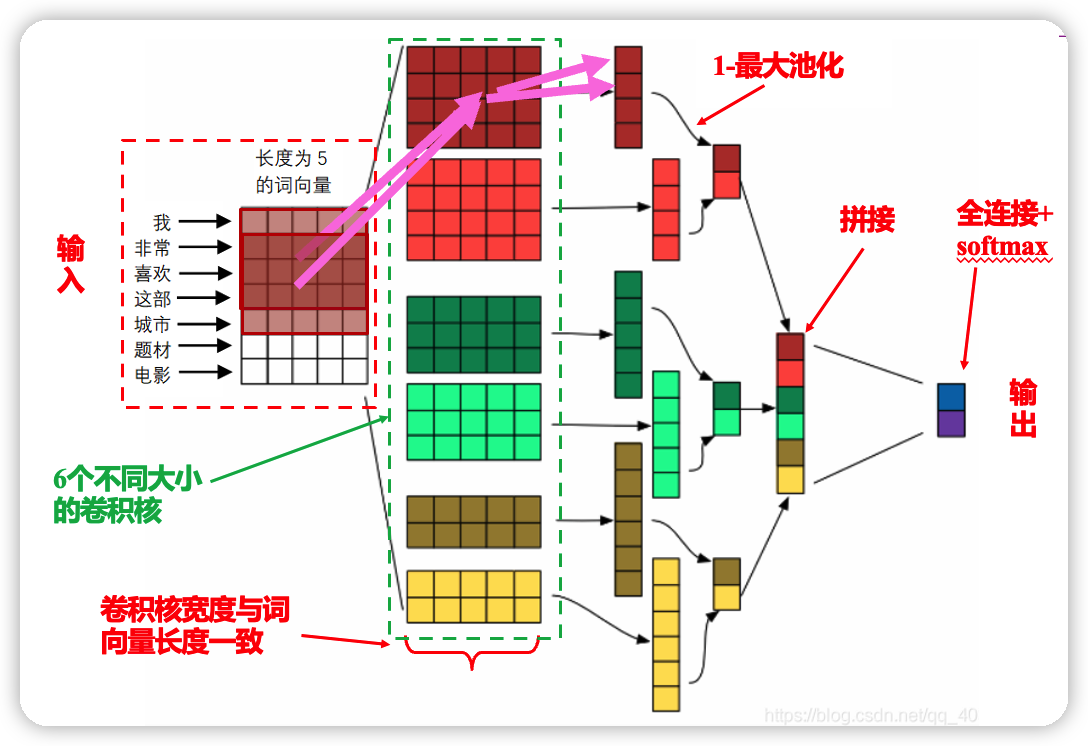 1-最大池化
长度为 5
的词向量
输
入
我
非常
喜欢
这部
城市
题材
电影
拼接
全连接+
softmax
输
出
6个不同大小
的卷积核
卷积核宽度与词
向量长度一致
https://blog.csdn.net/qq_40